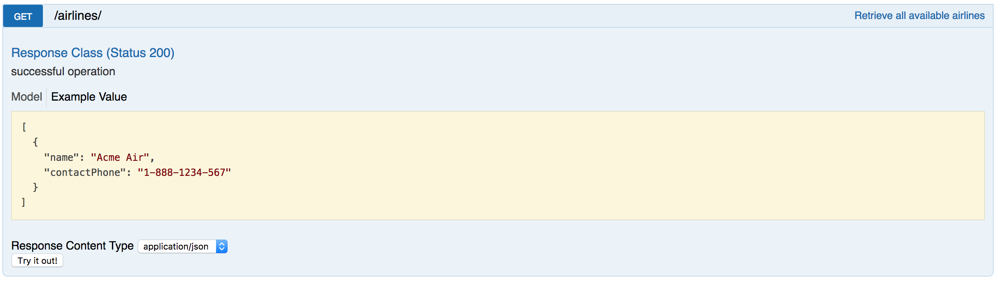 GET /airlines/ Retrieve all available airlines
Response Class (Status 200)
successful operation
Model Example Value
[
{
"name": "Acme Air",
"contactPhone": "1-888-1234-567"
}
]
Response Content Type application/json
Try it out!